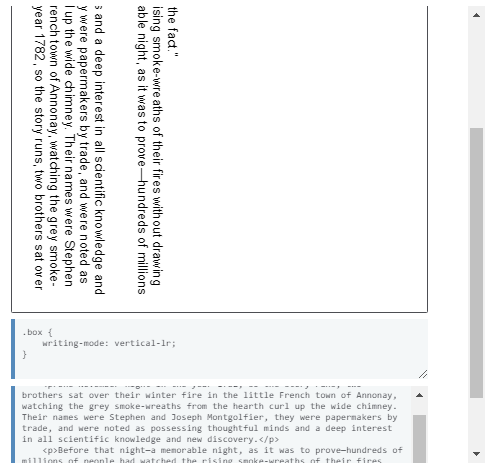 year 1782, so the story runs, two brothers sat over
rench town of Annonay, watching the grey smoke-
l up the wide chimney. Their names were Stephen
y were papermakers by trade, and were noted as
s and a deep interest in all scientific knowledge and
able night, as it was to prove—hundreds of millions
ising smoke-wreaths of their fires without drawing
the fact."
.box {
writing-mode: vertical-lr;
}
brothers sat over their winter fire in the little French town of Annonay,
watching the grey smoke-wreaths from the hearth curl up the wide chimney.
Their names were Stephen and Joseph Montgolfier, they were papermakers by
trade, and were noted as possessing thoughtful minds and a deep interest
in all scientific knowledge and new discovery.</p>
<p>Before that night—a memorable night, as it was to prove—hundreds of
millions of people had watched the rising smoke-wreaths of their fires